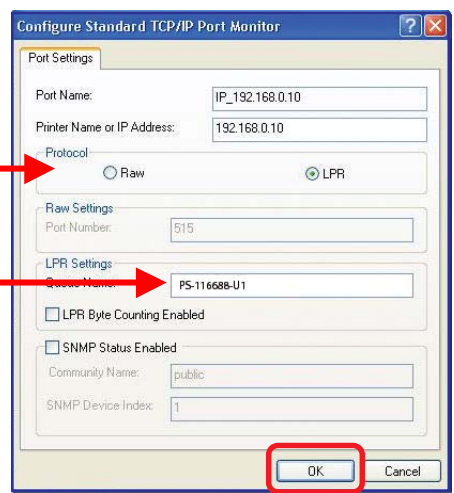 Configure Standard TCP/IP Port Monitor
Port Settings
Port Name: IP_192.168.0.10
Printer Name or IP Address: 192.168.0.10
Protocol
Raw LPR
Raw Settings
Port Number: 515
LPR Settings
Queue Name: PS-116688-U1
LPR Byte Counting Enabled
SNMP Status Enabled
Community Name: public
SNMP Device Index: 1
OK Cancel